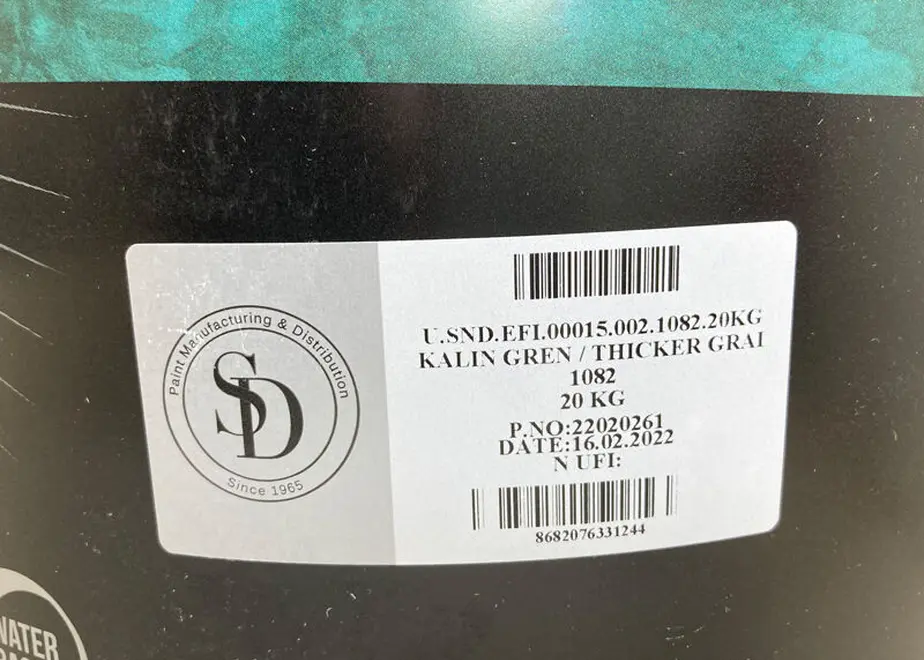 Paint Manufacturing & Distribution
SD
Since 1965
U.SND.EFI.00015.002.1082.20KG
KALIN GREN / THICKER GRAI
1082
20 KG
P.NO:22020261
DATE:16.02.2022
N UFI:
8682076331244
WATER